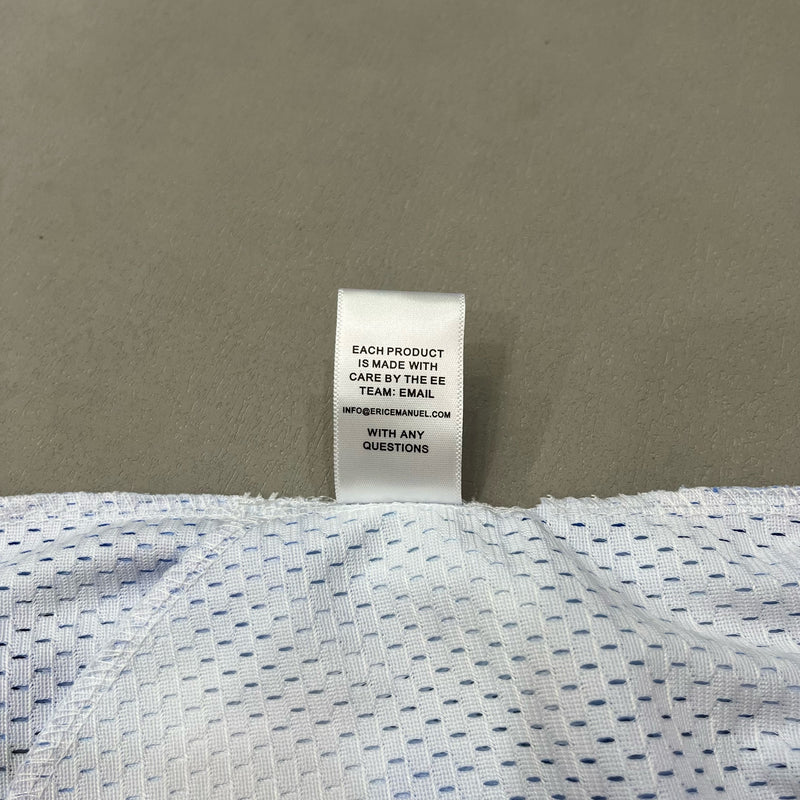 EACH PRODUCT
IS MADE WITH
CARE BY THE EE
TEAM: EMAIL
INFO@ERICEMANUEL.COM
WITH ANY
QUESTIONS